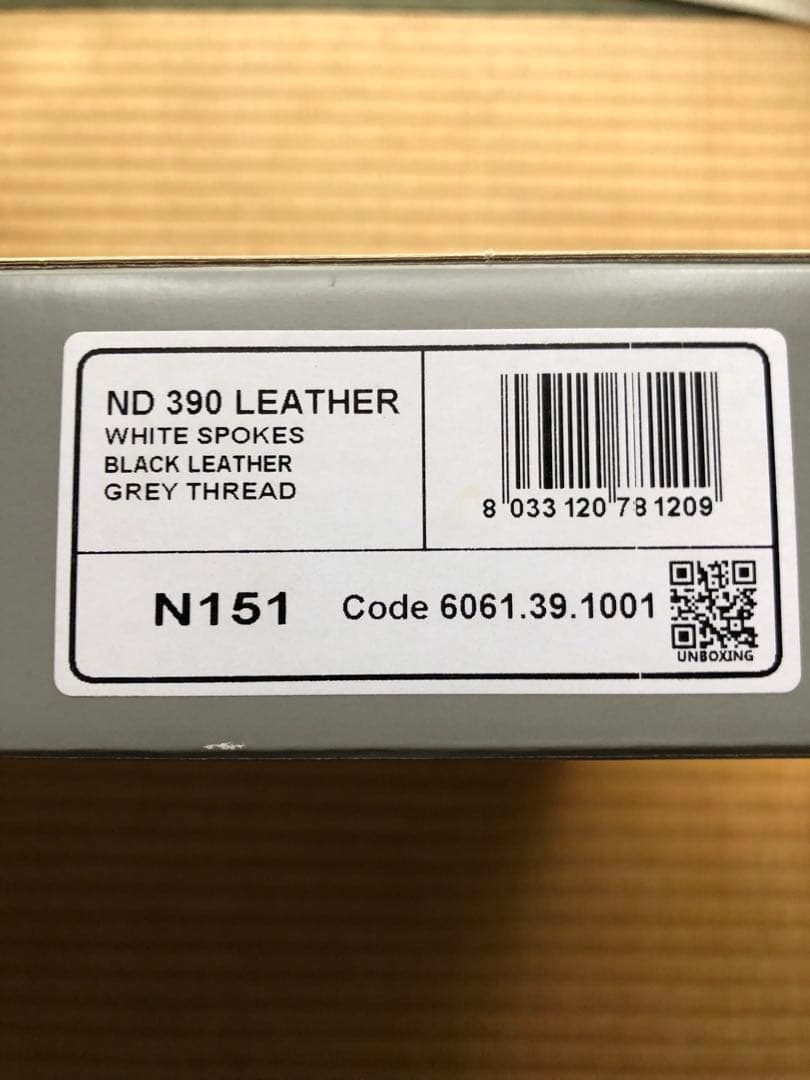 ND 390 LEATHER
WHITE SPOKES
BLACK LEATHER
GREY THREAD
8 033120 781209
N151
Code 6061.39.1001
UNBOXING